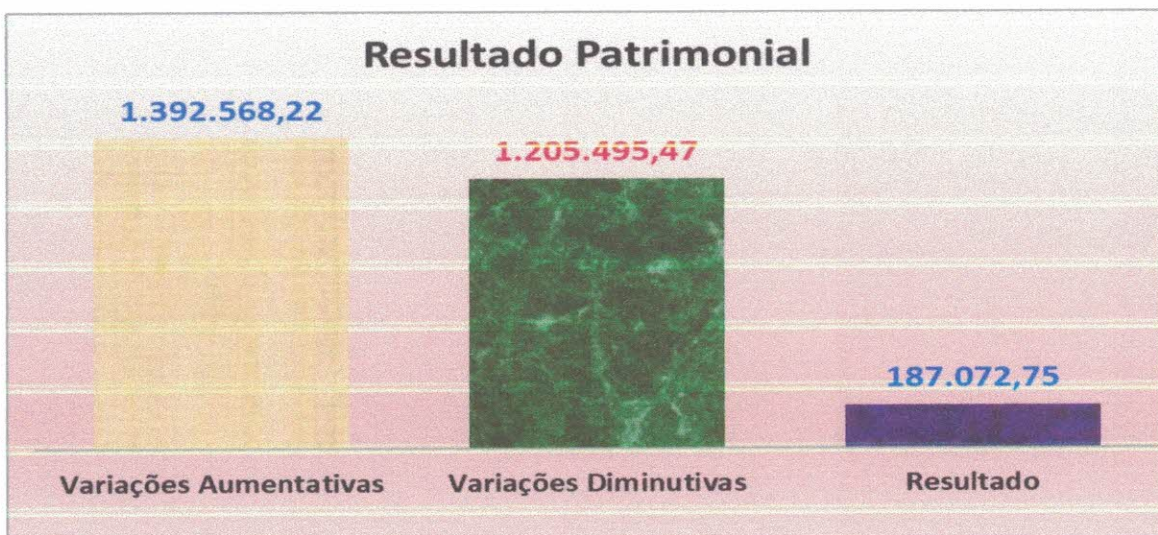 Resultado Patrimonial
1.392.568,22
1.205.495,47
187.072,75
Variações Aumentativas
Variações Diminutivas
Resultado